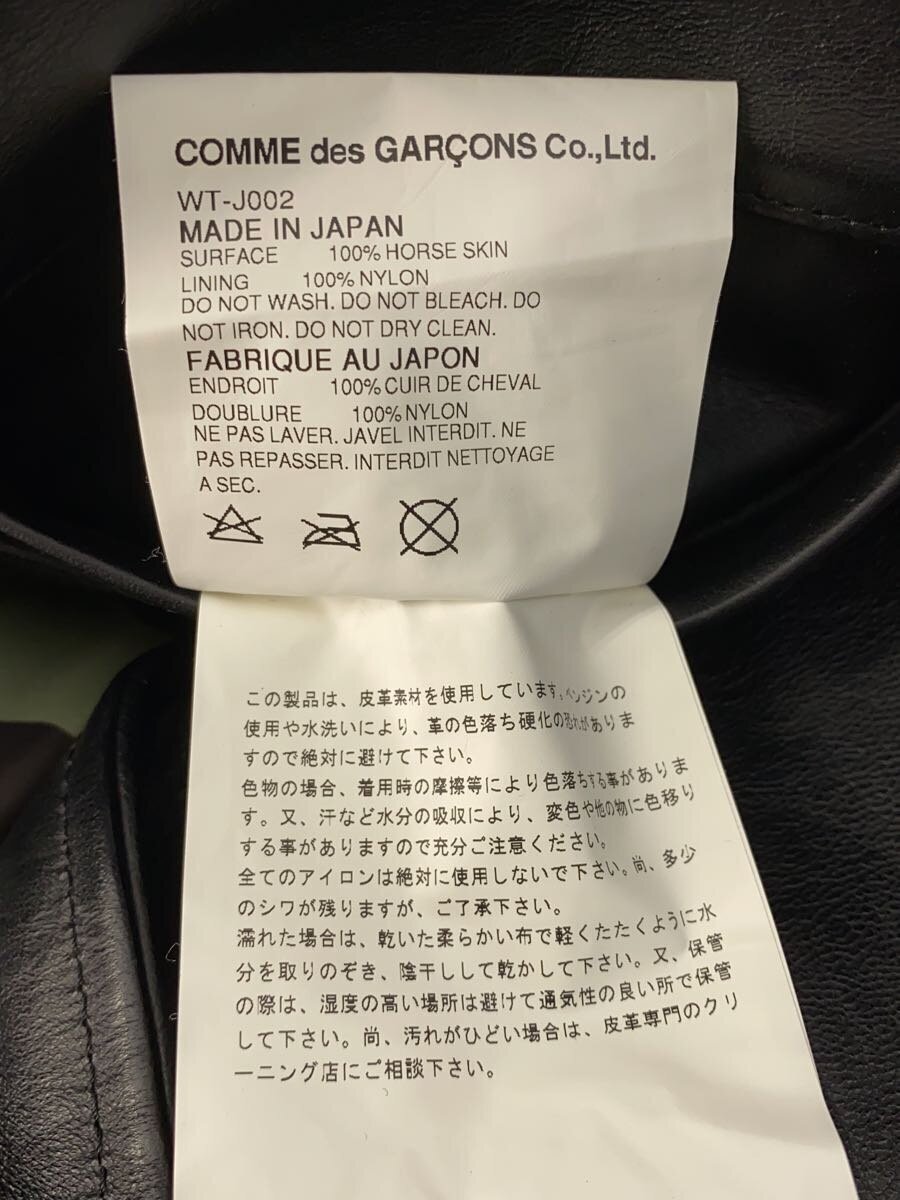 COMME des GARÇONS Co.,Ltd.
WT-J002
MADE IN JAPAN
SURFACE 100% HORSE SKIN
LINING 100% NYLON
DO NOT WASH. DO NOT BLEACH. DO
NOT IRON. DO NOT DRY CLEAN.
FABRIQUE AU JAPON
ENDROIT 100% CUIR DE CHEVAL
DOUBLURE 100% NYLON
NE PAS LAVER. JAVEL INTERDIT. NE
PAS REPASSER. INTERDIT NETTOYAGE
A SEC.
この製品は、皮革素材を使用しています。ベンジンの
使用や水洗いにより、革の色落ち硬化の恐れがありま
すので絶対に避けて下さい。
色物の場合、着用時の摩擦等により色落ちする事がありま
す。又、汗など水分の吸収により、変色や他の物に色移り
する事がありますので充分ご注意ください。
全てのアイロンは絶対に使用しないで下さい。尚、多少
のシワが残りますが、ご了承下さい。
濡れた場合は、乾いた柔らかい布で軽くたたくように水
分を取りのぞき、陰干しして乾かして下さい。又、保管
の際は、湿度の高い場所は避けて通気性の良い所で保管
して下さい。尚、汚れがひどい場合は、皮革専門のクリ
ーニング店にご相談下さい。